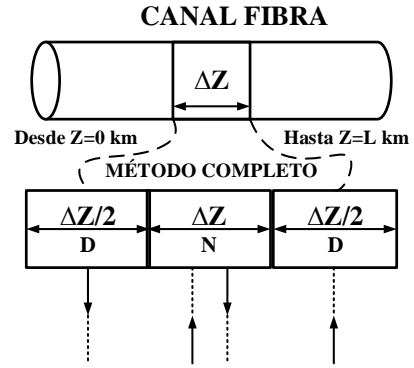 CANAL FIBRA
ΔZ
Desde Z=0 km Hasta Z=L km
MÉTODO COMPLETO
ΔZ/2 ΔZ ΔZ/2
D N D